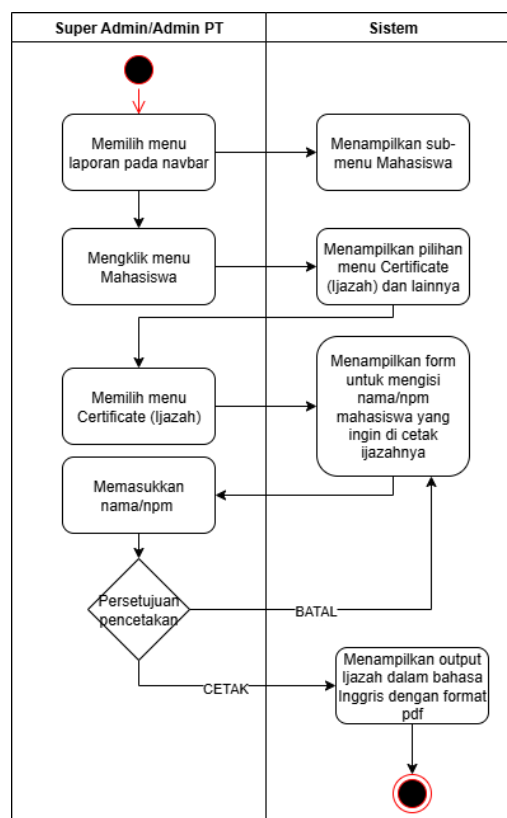 Super Admin/Admin PT
Sistem
Memilih menu
laporan pada navbar
Menampilkan sub-
menu Mahasiswa
Mengklik menu
Mahasiswa
Menampilkan pilihan
menu Certificate
(Ijazah) dan lainnya
Memilih menu
Certificate (Ijazah)
Menampilkan form
untuk mengisi
nama/npm
mahasiswa yang
ingin di cetak
ijazahnya
Memasukkan
nama/npm
Persetujuan
pencetakan
BATAL
CETAK
Menampilkan output
Ijazah dalam bahasa
Inggris dengan format
pdf